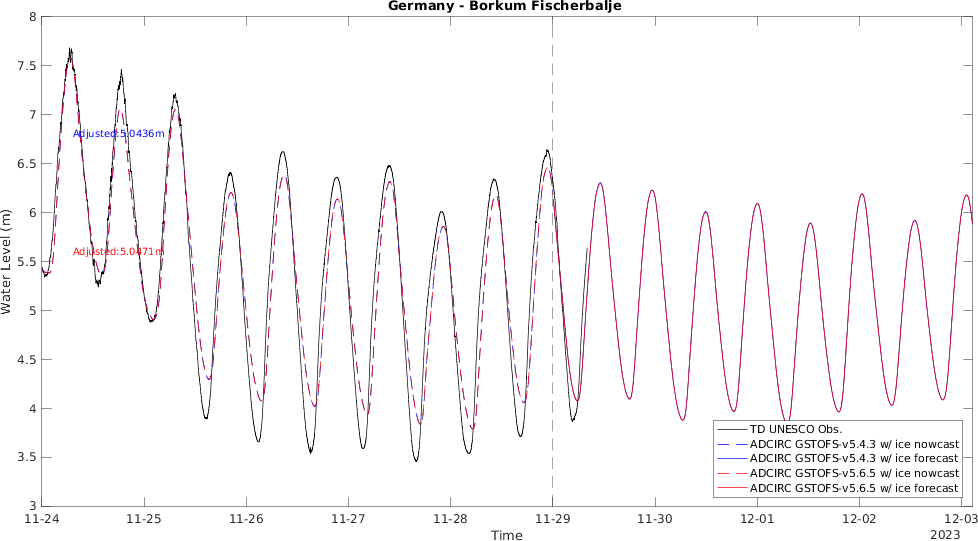 Germany - Borkum Fischerbalje
8
7.5
7
6.5
6
5.5
5
4.5
4
3.5
3
Water Level (m)
Adjusted:5.0436m
Adjusted:5.0471m
TD UNESCO Obs.
ADCIRC GSTOFS-v5.4.3 w/ ice nowcast
ADCIRC GSTOFS-v5.4.3 w/ ice forecast
ADCIRC GSTOFS-v5.6.5 w/ ice nowcast
ADCIRC GSTOFS-v5.6.5 w/ ice forecast
11-24 11-25 11-26 11-27 11-28 11-29 11-30 12-01 12-02 12-03
Time
2023